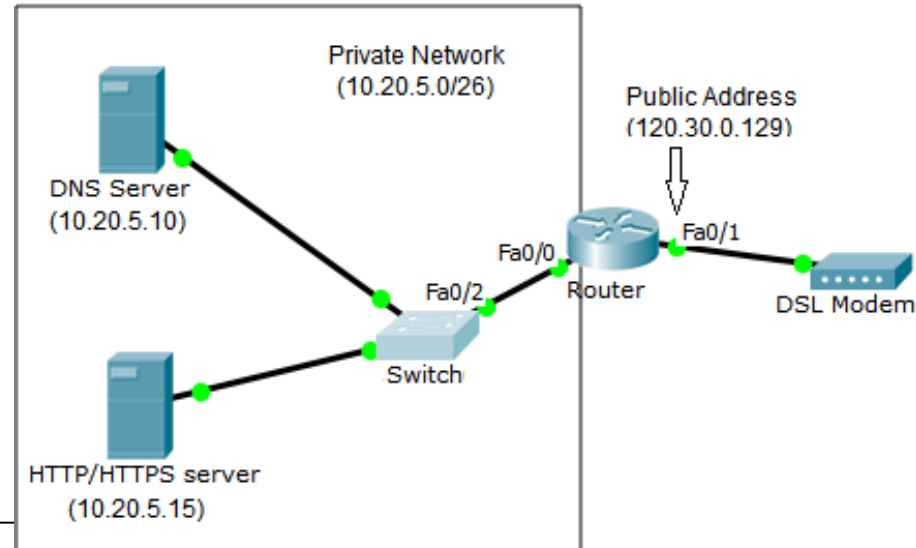 Private Network
(10.20.5.0/26)
Public Address
(120.30.0.129)
DNS Server
(10.20.5.10)
Fa0/1
Fa0/0
Router
Fa0/2
DSL Modem
Switch
HTTP/HTTPS server
(10.20.5.15)